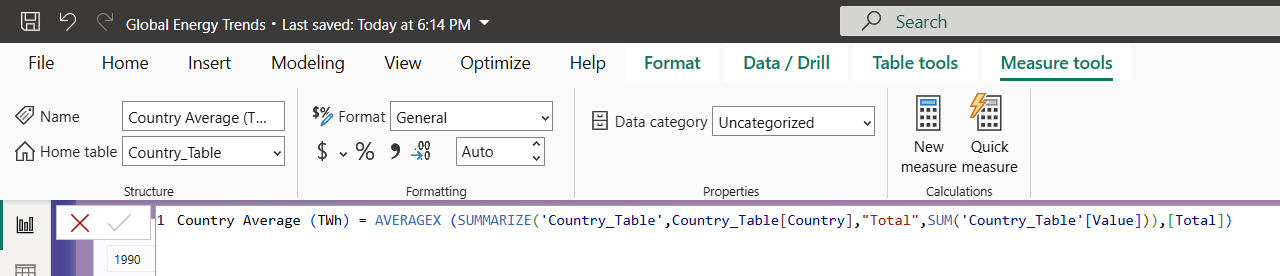 Global Energy Trends • Last saved: Today at 6:14 PM
Search
File Home Insert Modeling View Optimize Help Format Data / Drill Table tools Measure tools
Name Country Average (T...
Home table Country_Table
Structure
$% Format General
$ % , .00 →0 Auto
Formatting
Data category Uncategorized
Properties
New measure
Quick measure
Calculations
1 Country Average (TWh) = AVERAGEX (SUMMARIZE('Country_Table',Country_Table[Country],"Total",SUM('Country_Table'[Value])),[Total])
1990